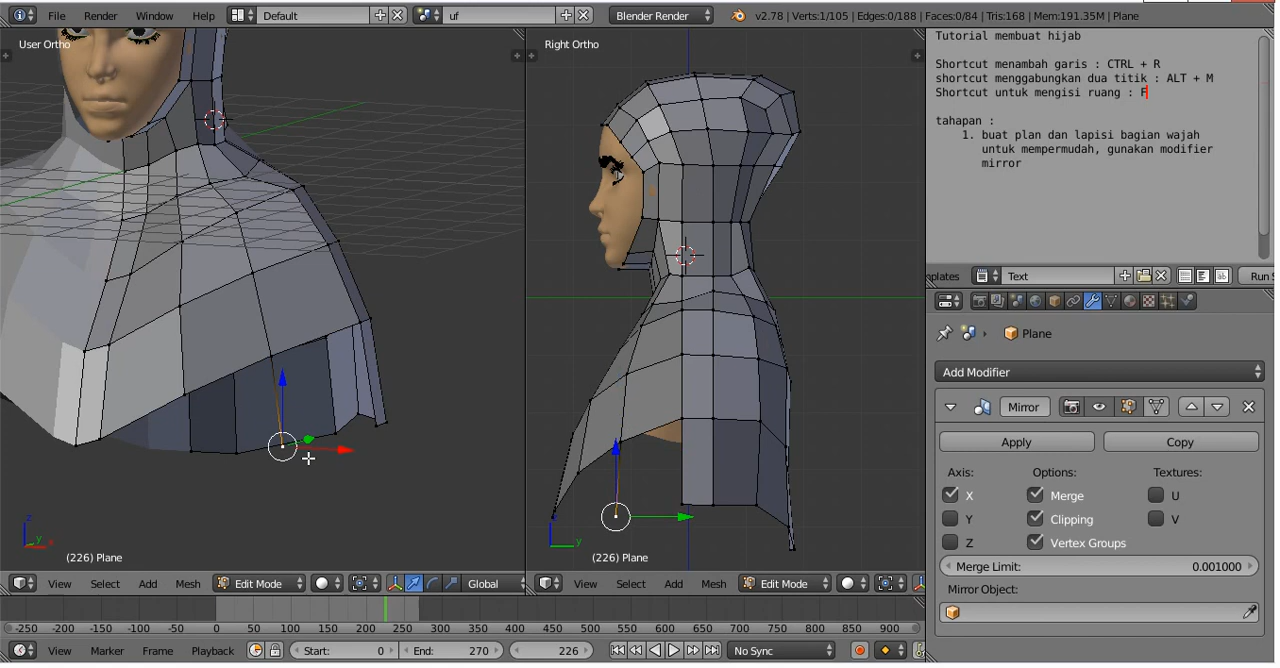 File Render Window Help Default uf Blender Render v2.78 | Verts:1/105 | Edges:0/188 | Faces:0/84 | Tris:168 | Mem:191.35M | Plane
User Ortho
Right Ortho
Tutorial membuat hijab
Shortcut menambah garis : CTRL + R
shortcut menggabungkan dua titik : ALT + M
Shortcut untuk mengisi ruang : F
tahapan :
1. buat plan dan lapisi bagian wajah
untuk mempermudah, gunakan modifier
mirror
nplates Text Run S
Plane
Add Modifier
Mirror
Apply Copy
Axis: Options: Textures:
X Merge U
Y Clipping V
Z Vertex Groups
Merge Limit: 0.001000
Mirror Object:
z
y
x
(226) Plane
z
y
(226) Plane
View Select Add Mesh Edit Mode Global
View Select Add Mesh Edit Mode
-250 -200 -150 -100 -50 0 50 100 150 200 250 300 350 400 450 500 550 600 650 700 750 800 850 900
View Marker Frame Playback Start: 0 End: 270 226 No Sync